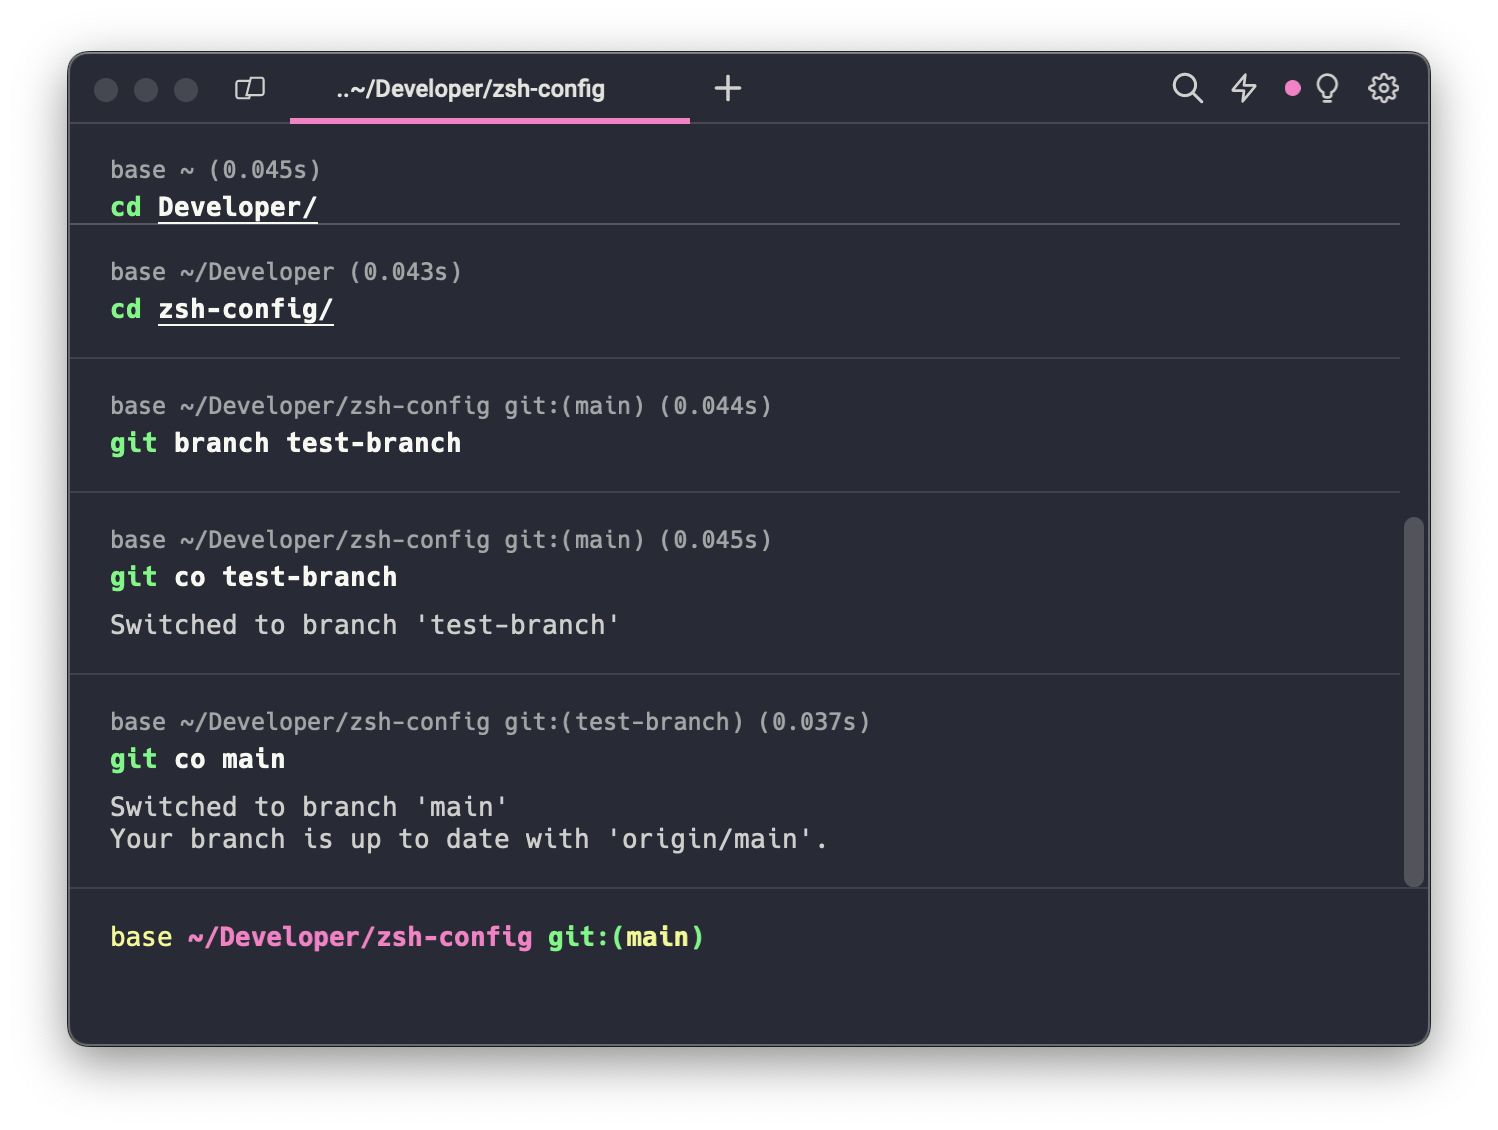 ..~/Developer/zsh-config
base ~ (0.045s)
cd Developer/
base ~/Developer (0.043s)
cd zsh-config/
base ~/Developer/zsh-config git:(main) (0.044s)
git branch test-branch
base ~/Developer/zsh-config git:(main) (0.045s)
git co test-branch
Switched to branch 'test-branch'
base ~/Developer/zsh-config git:(test-branch) (0.037s)
git co main
Switched to branch 'main'
Your branch is up to date with 'origin/main'.
base ~/Developer/zsh-config git:(main)